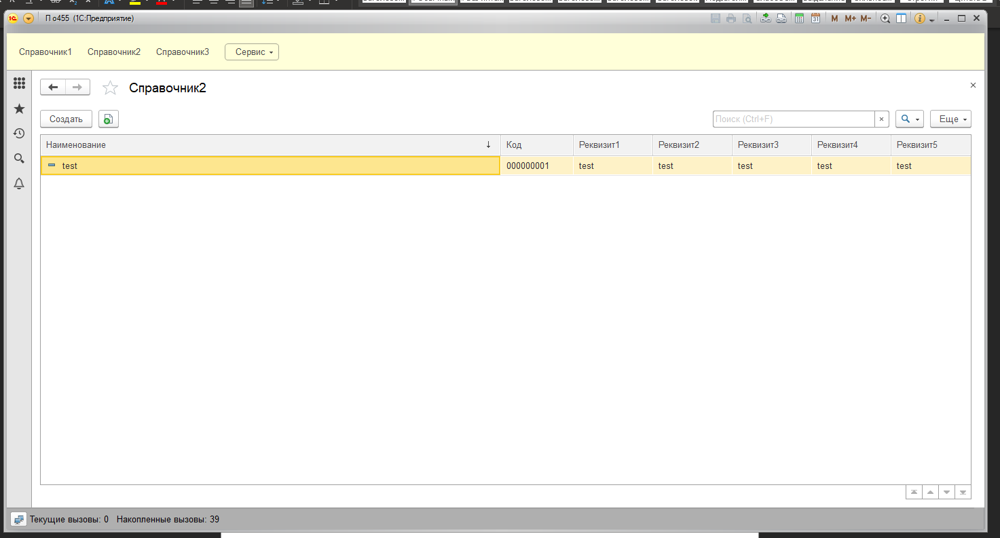 П о455 (1С:Предприятие)
M M+ M-
Справочник1 Справочник2 Справочник3 Сервис
Справочник2
Создать Поиск (Ctrl+F) Еще
Наименование Код Реквизит1 Реквизит2 Реквизит3 Реквизит4 Реквизит5
test 000000001 test test test test test
Текущие вызовы: 0 Накопленные вызовы: 39